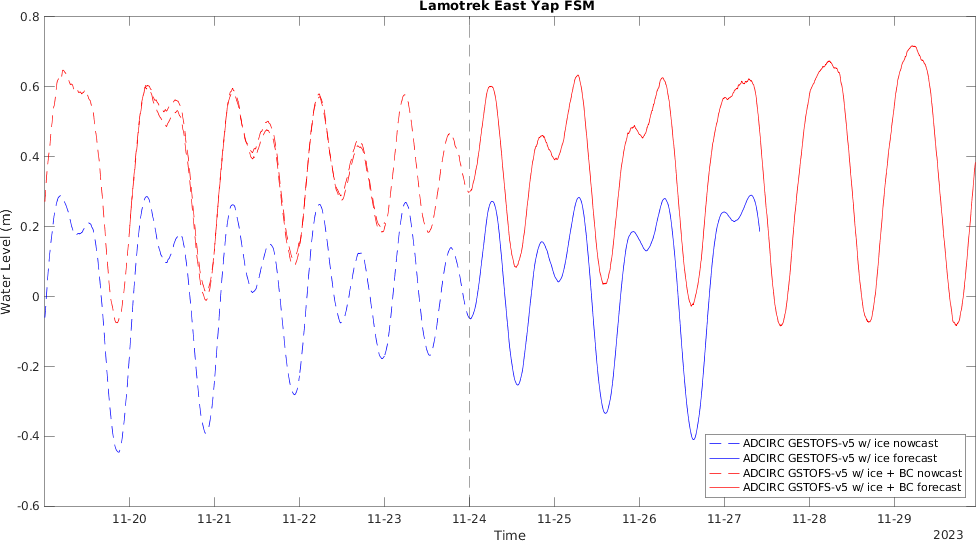 Lamotrek East Yap FSM
0.8
0.6
0.4
0.2
0
-0.2
-0.4
-0.6
Water Level (m)
ADCIRC GESTOFS-v5 w/ ice nowcast
ADCIRC GESTOFS-v5 w/ ice forecast
ADCIRC GSTOFS-v5 w/ ice + BC nowcast
ADCIRC GSTOFS-v5 w/ ice + BC forecast
11-20 11-21 11-22 11-23 11-24 11-25 11-26 11-27 11-28 11-29
Time
2023